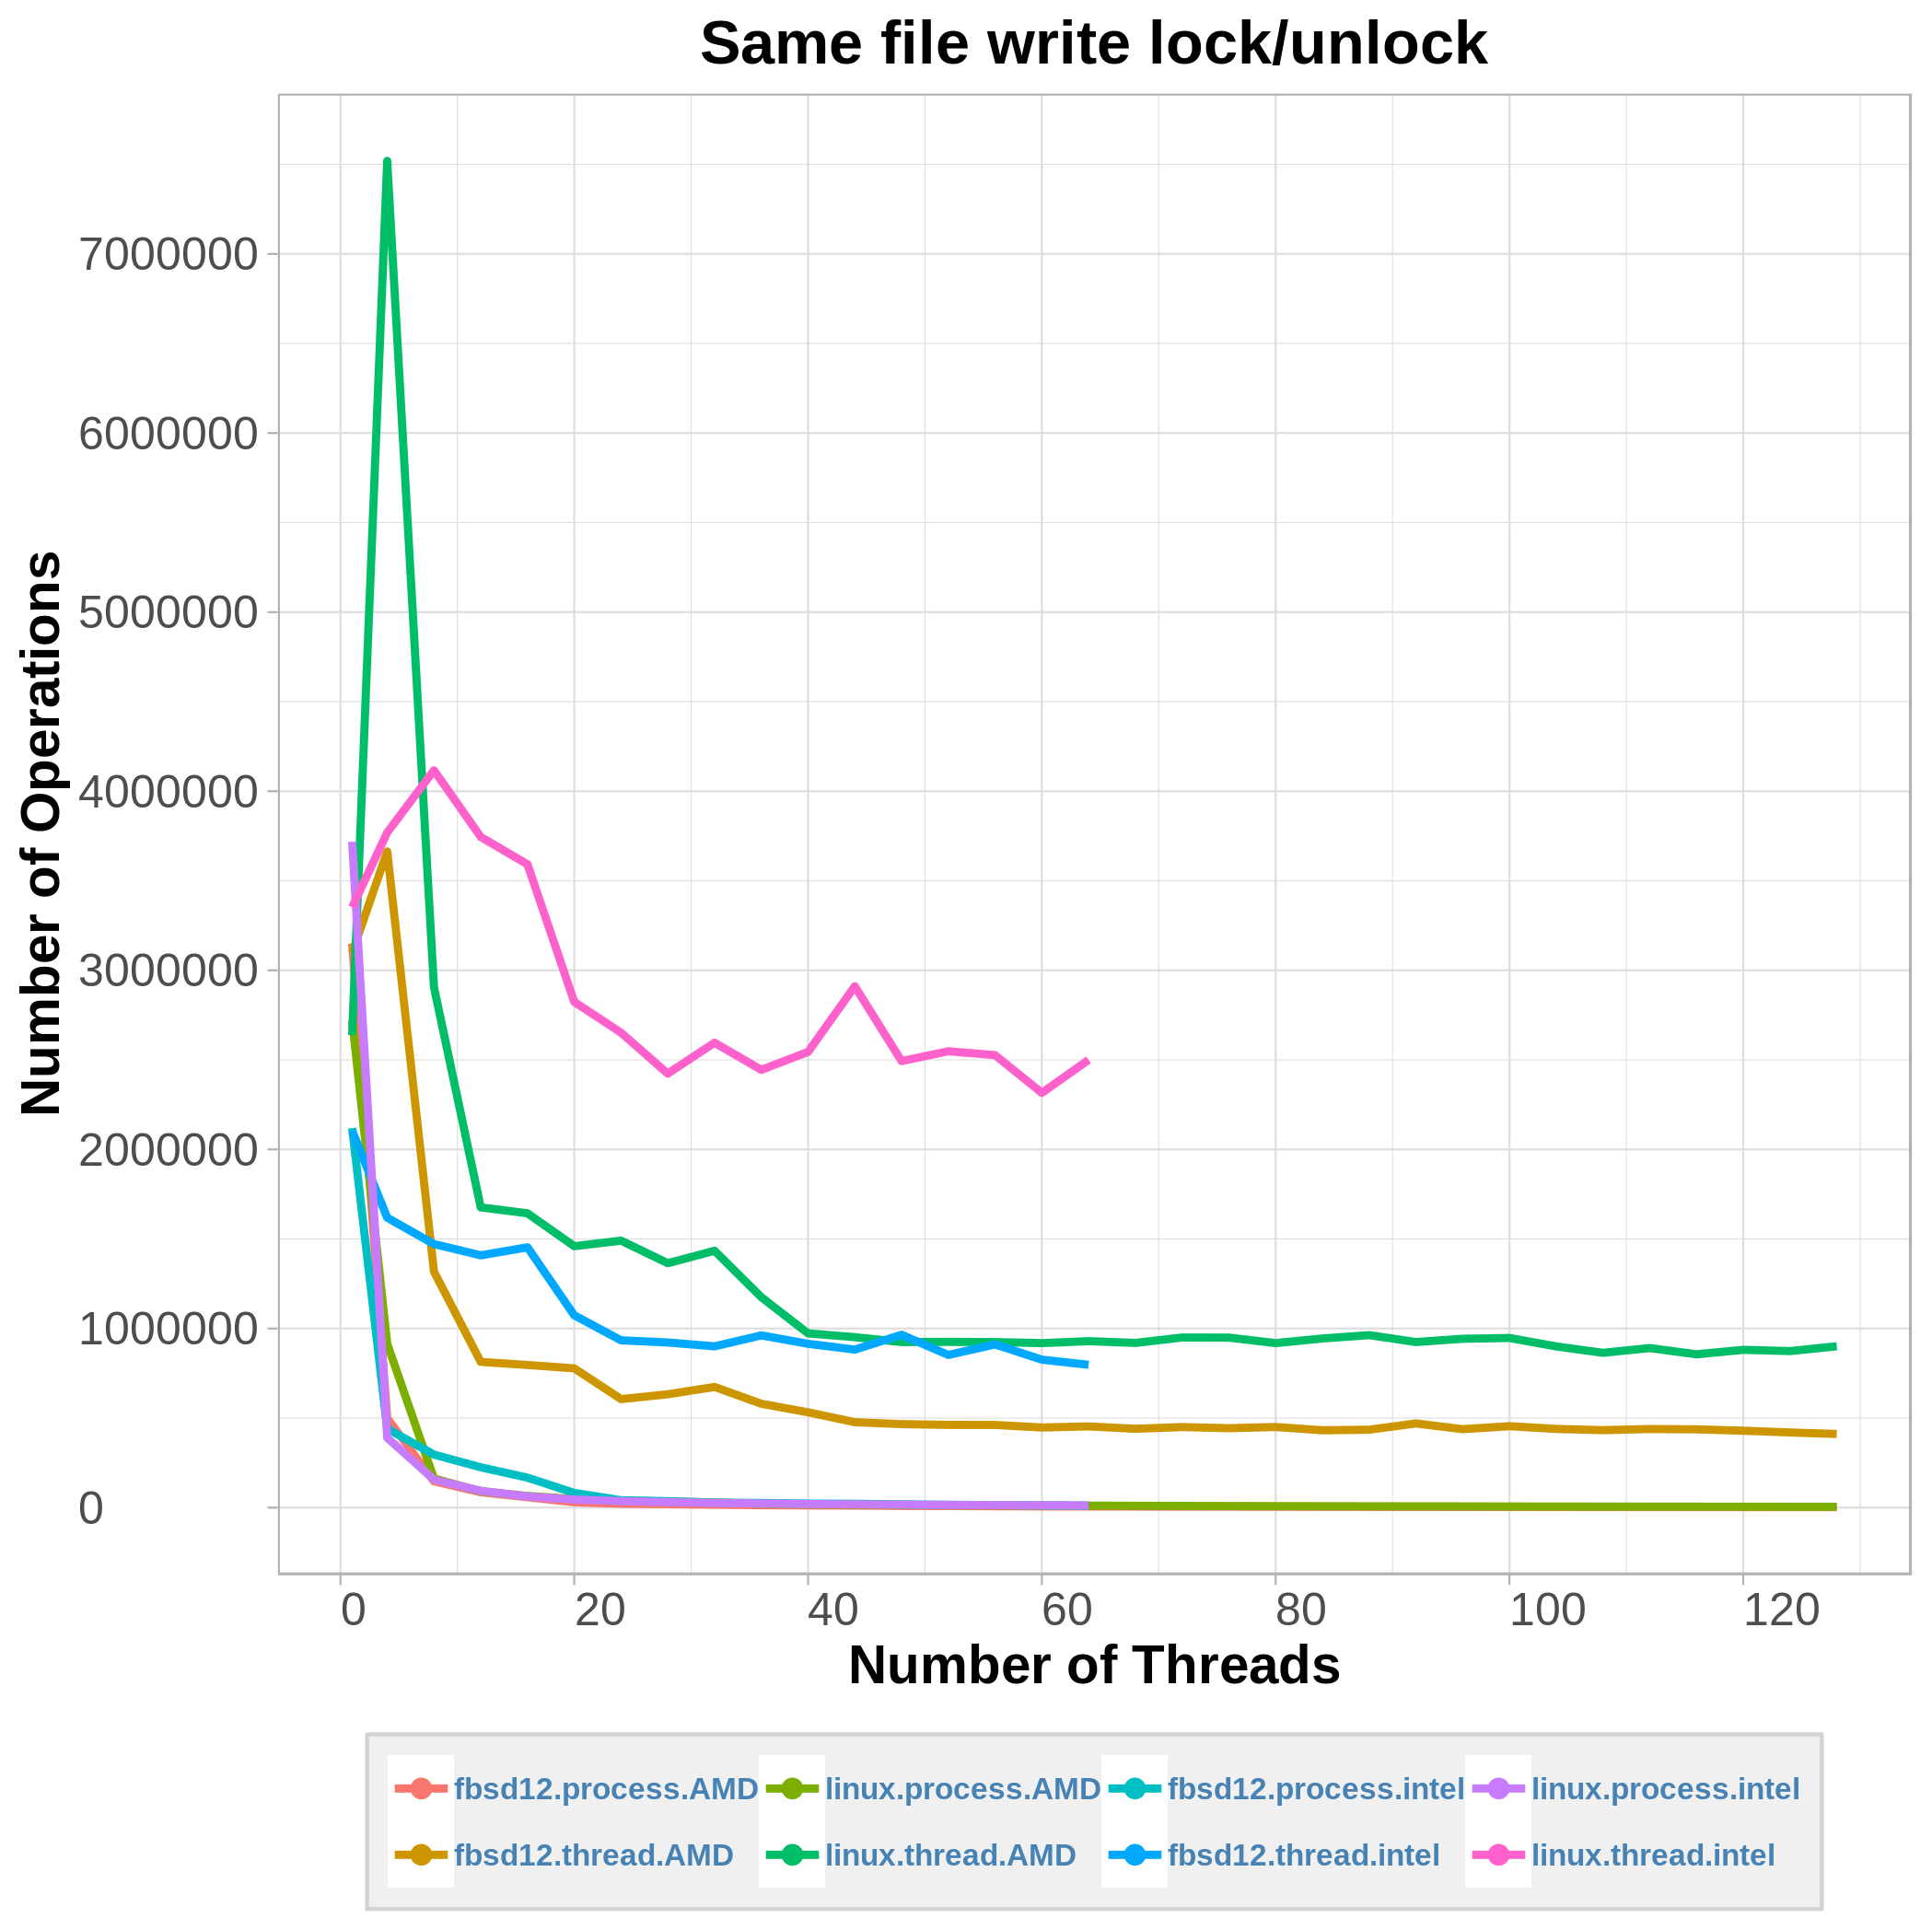 Same file write lock/unlock
Number of Operations
7000000
6000000
5000000
4000000
3000000
2000000
1000000
0
0 20 40 60 80 100 120
Number of Threads
fbsd12.process.AMD linux.process.AMD fbsd12.process.intel linux.process.intel
fbsd12.thread.AMD linux.thread.AMD fbsd12.thread.intel linux.thread.intel